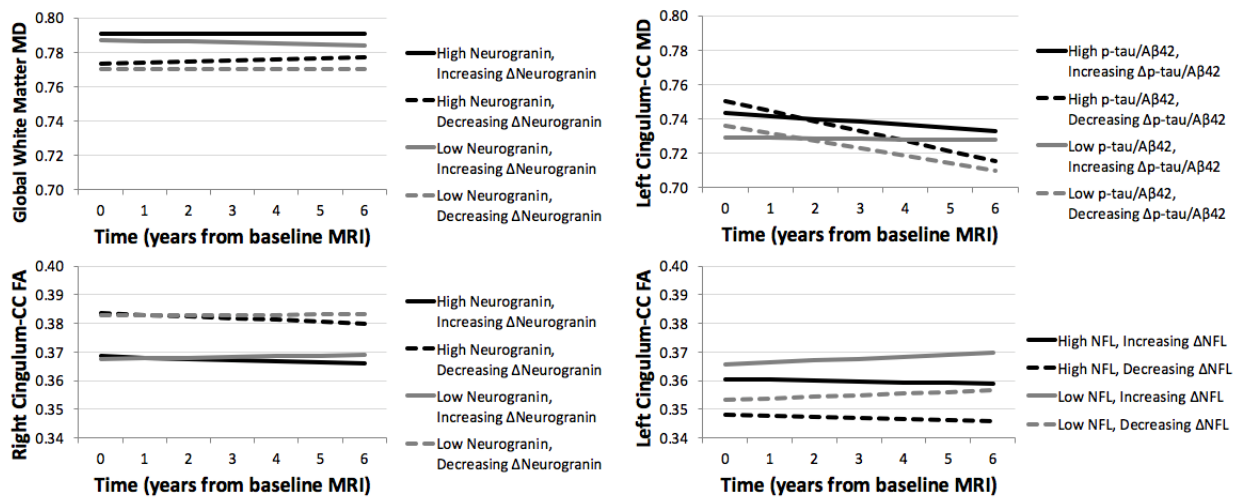 Global White Matter MD
0.80
0.78
0.76
0.74
0.72
0.70
0 1 2 3 4 5 6
Time (years from baseline MRI)
High Neurogranin,
Increasing ΔNeurogranin
High Neurogranin,
Decreasing ΔNeurogranin
Low Neurogranin,
Increasing ΔNeurogranin
Low Neurogranin,
Decreasing ΔNeurogranin
Left Cingulum-CC MD
0.80
0.78
0.76
0.74
0.72
0.70
0 1 2 3 4 5 6
Time (years from baseline MRI)
High p-tau/Aβ42,
Increasing Δp-tau/Aβ42
High p-tau/Aβ42,
Decreasing Δp-tau/Aβ42
Low p-tau/Aβ42,
Increasing Δp-tau/Aβ42
Low p-tau/Aβ42,
Decreasing Δp-tau/Aβ42
Right Cingulum-CC FA
0.40
0.39
0.38
0.37
0.36
0.35
0.34
0 1 2 3 4 5 6
Time (years from baseline MRI)
High Neurogranin,
Increasing ΔNeurogranin
High Neurogranin,
Decreasing ΔNeurogranin
Low Neurogranin,
Increasing ΔNeurogranin
Low Neurogranin,
Decreasing ΔNeurogranin
Left Cingulum-CC FA
0.40
0.39
0.38
0.37
0.36
0.35
0.34
0 1 2 3 4 5 6
Time (years from baseline MRI)
High NFL, Increasing ΔNFL
High NFL, Decreasing ΔNFL
Low NFL, Increasing ΔNFL
Low NFL, Decreasing ΔNFL